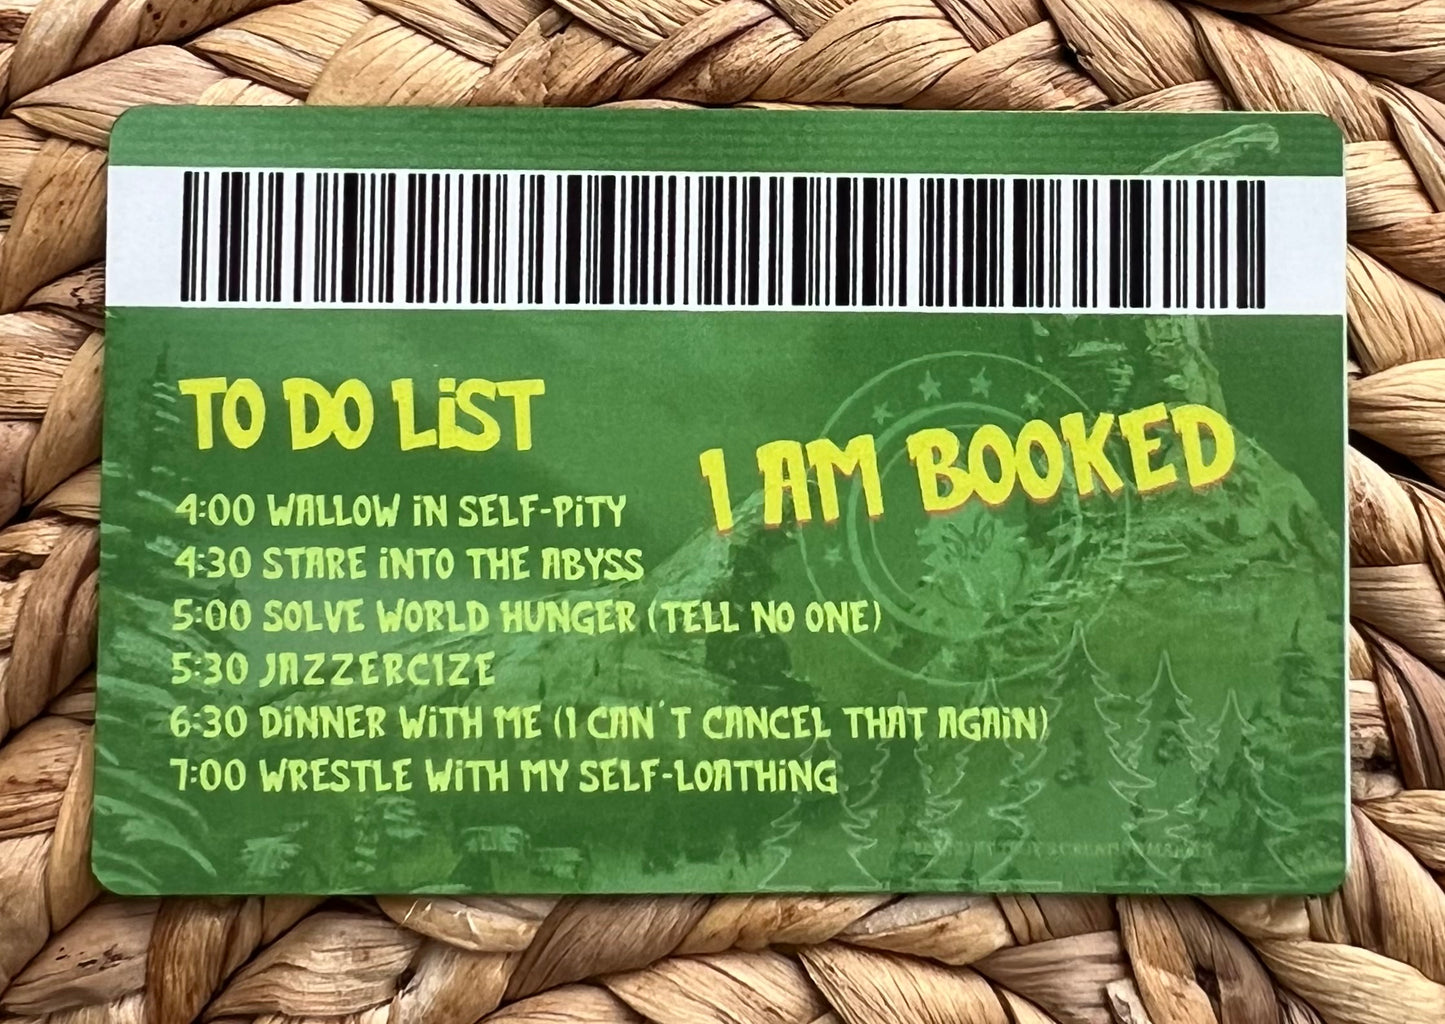 TO DO LiST
I AM BOOKED
4:00 WALLOW iN SELF-PiTY
4:30 STARE iNTO THE ABYSS
5:00 SOLVE WORLD HUNGER (TELL NO ONE)
5:30 JAZZERCIZE
6:30 DiNNER WiTH ME (I CAN'T CANCEL THAT AGAiN)
7:00 WRESTLE WiTH MY SELF-LOATHiNG